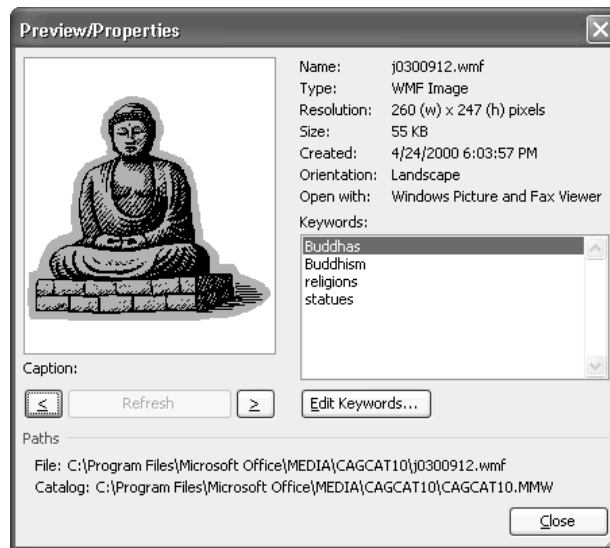 Preview/Properties
Name: j0300912.wmf
Type: WMF Image
Resolution: 260 (w) x 247 (h) pixels
Size: 55 KB
Created: 4/24/2000 6:03:57 PM
Orientation: Landscape
Open with: Windows Picture and Fax Viewer
Keywords:
Buddhas
Buddhism
religions
statues
Caption:
< Refresh >
Edit Keywords...
Paths
File: C:\Program Files\Microsoft Office\MEDIA\CAGCAT10\j0300912.wmf
Catalog: C:\Program Files\Microsoft Office\MEDIA\CAGCAT10\CAGCAT10.MMW
Close